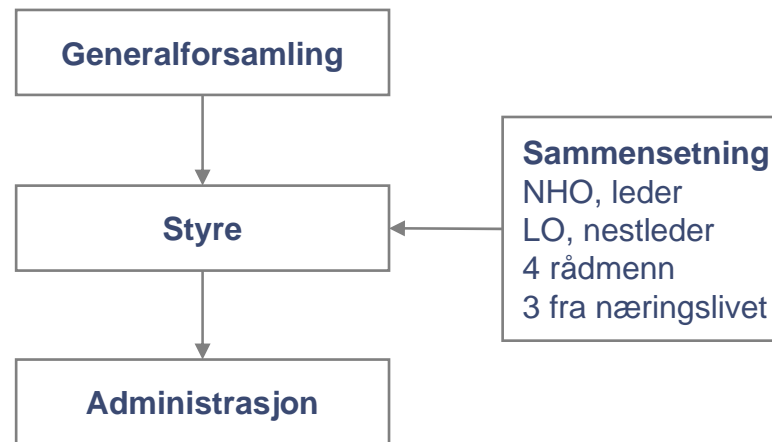 Generalforsamling
Styre
Sammensetning
NHO, leder
LO, nestleder
4 rådmenn
3 fra næringslivet
Administrasjon